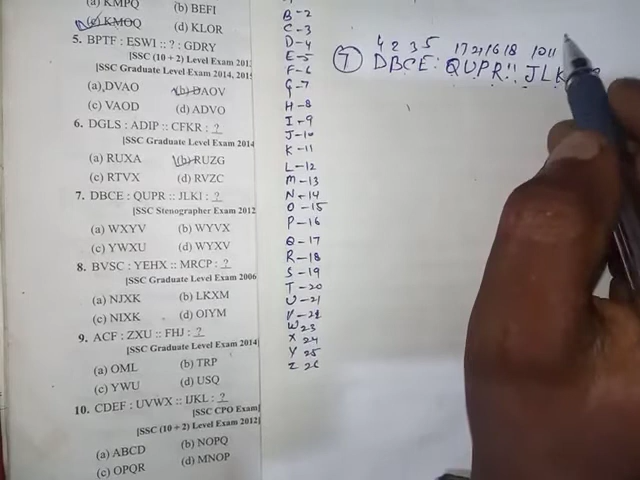 (a) KMPQ (b) BEFI
(c) KMOQ (d) KLOR
5. BPTF : ESWI :: ? : GDRY
[SSC (10 + 2) Level Exam 201
[SSC Graduate Level Exam 2014, 201
(a) DVAO (b) DAOV
(c) VAOD (d) ADVO
6. DGLS : ADIP :: CFKR : ?
[SSC Graduate Level Exam 2014
(a) RUXA (b) RUZG
(c) RTVX (d) RVZC
7. DBCE : QUPR :: JLKI : ?
[SSC Stenographer Exam 2012
(a) WXYV (b) WYVX
(c) YWXU (d) WYXV
8. BVSC : YEHX :: MRCP : ?
[SSC Graduate Level Exam 2006
(a) NJXK (b) LKXM
(c) NIXK (d) OIYM
9. ACF : ZXU :: FHJ : ?
[SSC Graduate Level Exam 2014]
(a) OML (b) TRP
(c) YWU (d) USQ
10. CDEF : UVWX :: IJKL : ?
[SSC CPO Exam]
[SSC (10 + 2) Level Exam 2012]
(a) ABCD (b) NOPQ
(c) OPQR (d) MNOP
B-2
C-3
D-4
E-5
F-6
G-7
H-8
I-9
J-10
K-11
L-12
M-13
N-14
O-15
P-16
Q-17
R-18
S-19
T-20
U-21
V-22
W 23
X 24
Y 25
Z 26
4 2 3 5 17 21 16 18 10 11
7 DBCE : QUPR :: JLK